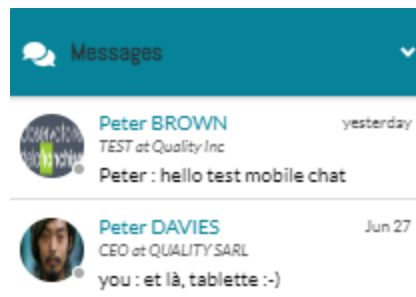 Messages
Peter BROWN
yesterday
TEST at Quality Inc
Peter : hello test mobile chat
Peter DAVIES
Jun 27
CEO at QUALITY SARL
you : et là, tablette :-)